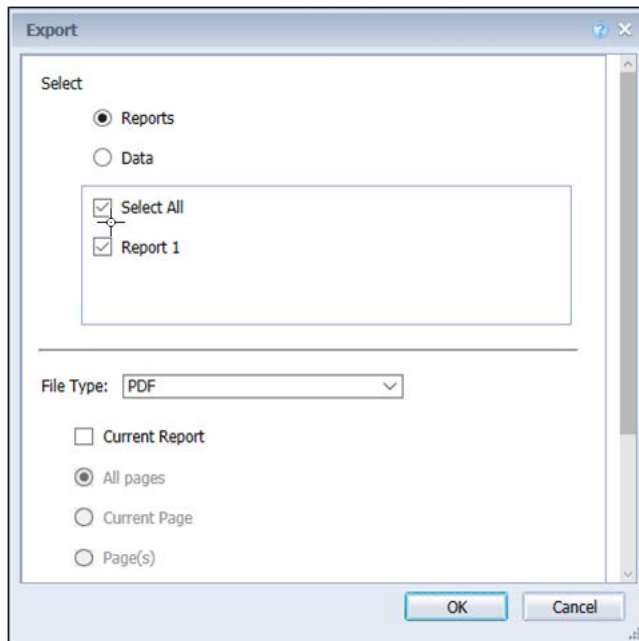 Export
Select
Reports
Data
Select All
Report 1
File Type: PDF
Current Report
All pages
Current Page
Page(s)
OK Cancel